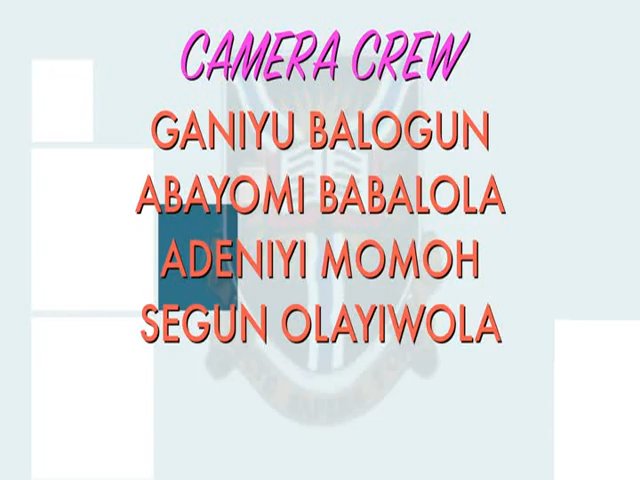 CAMERA CREW
GANIYU BALOGUN
ABAYOMI BABALOLA
ADENIYI MOMOH
SEGUN OLAYIWOLA